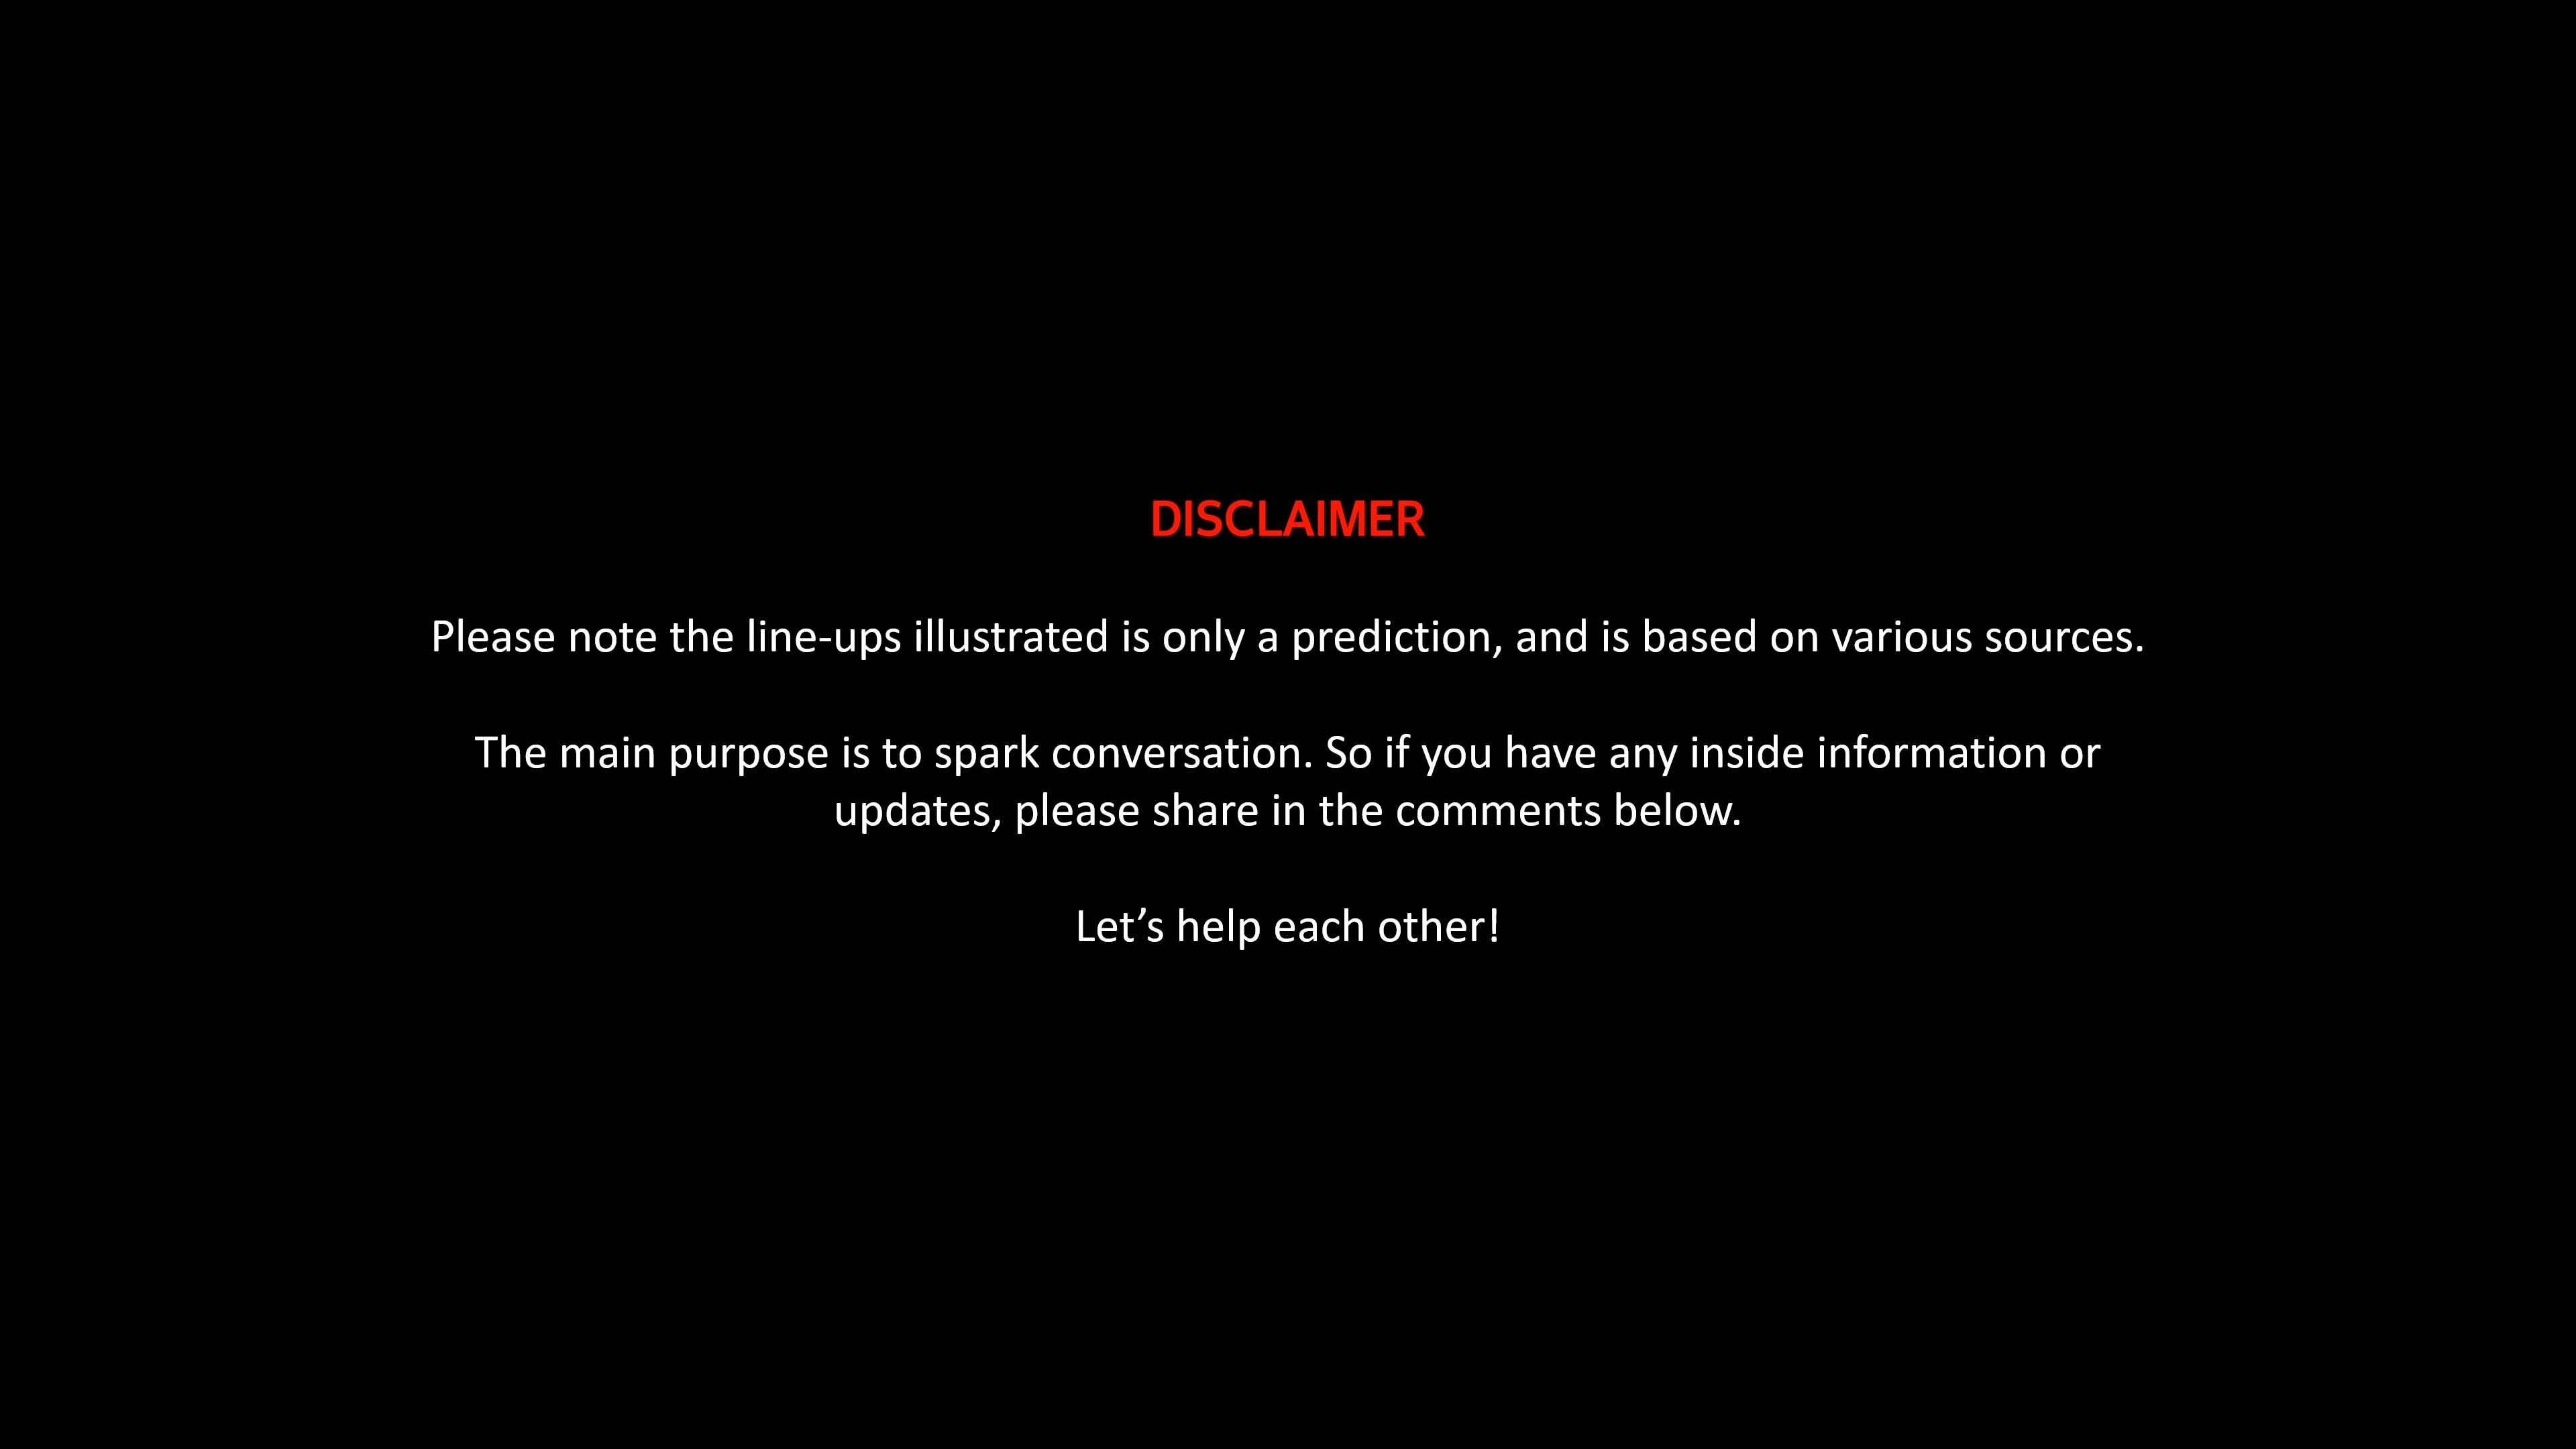 DISCLAIMER
Please note the line-ups illustrated is only a prediction, and is based on various sources.
The main purpose is to spark conversation. So if you have any inside information or
updates, please share in the comments below.
Let’s help each other!